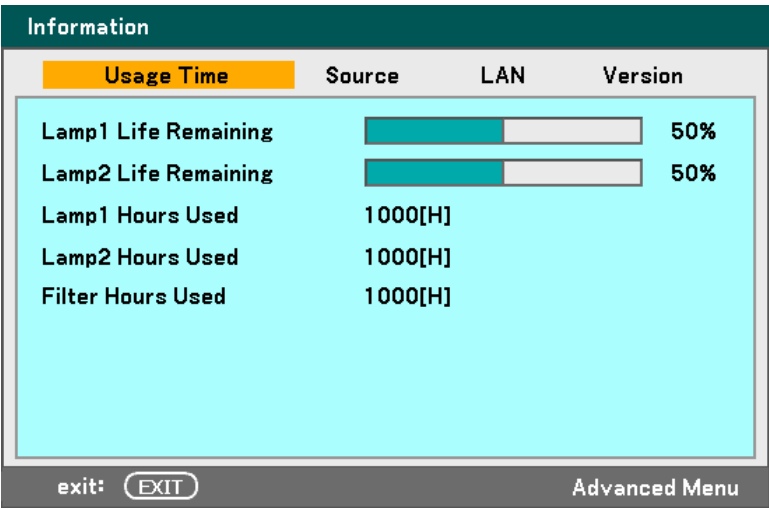 Information
Usage Time Source LAN Version
Lamp1 Life Remaining 50%
Lamp2 Life Remaining 50%
Lamp1 Hours Used 1000[H]
Lamp2 Hours Used 1000[H]
Filter Hours Used 1000[H]
exit: EXIT Advanced Menu